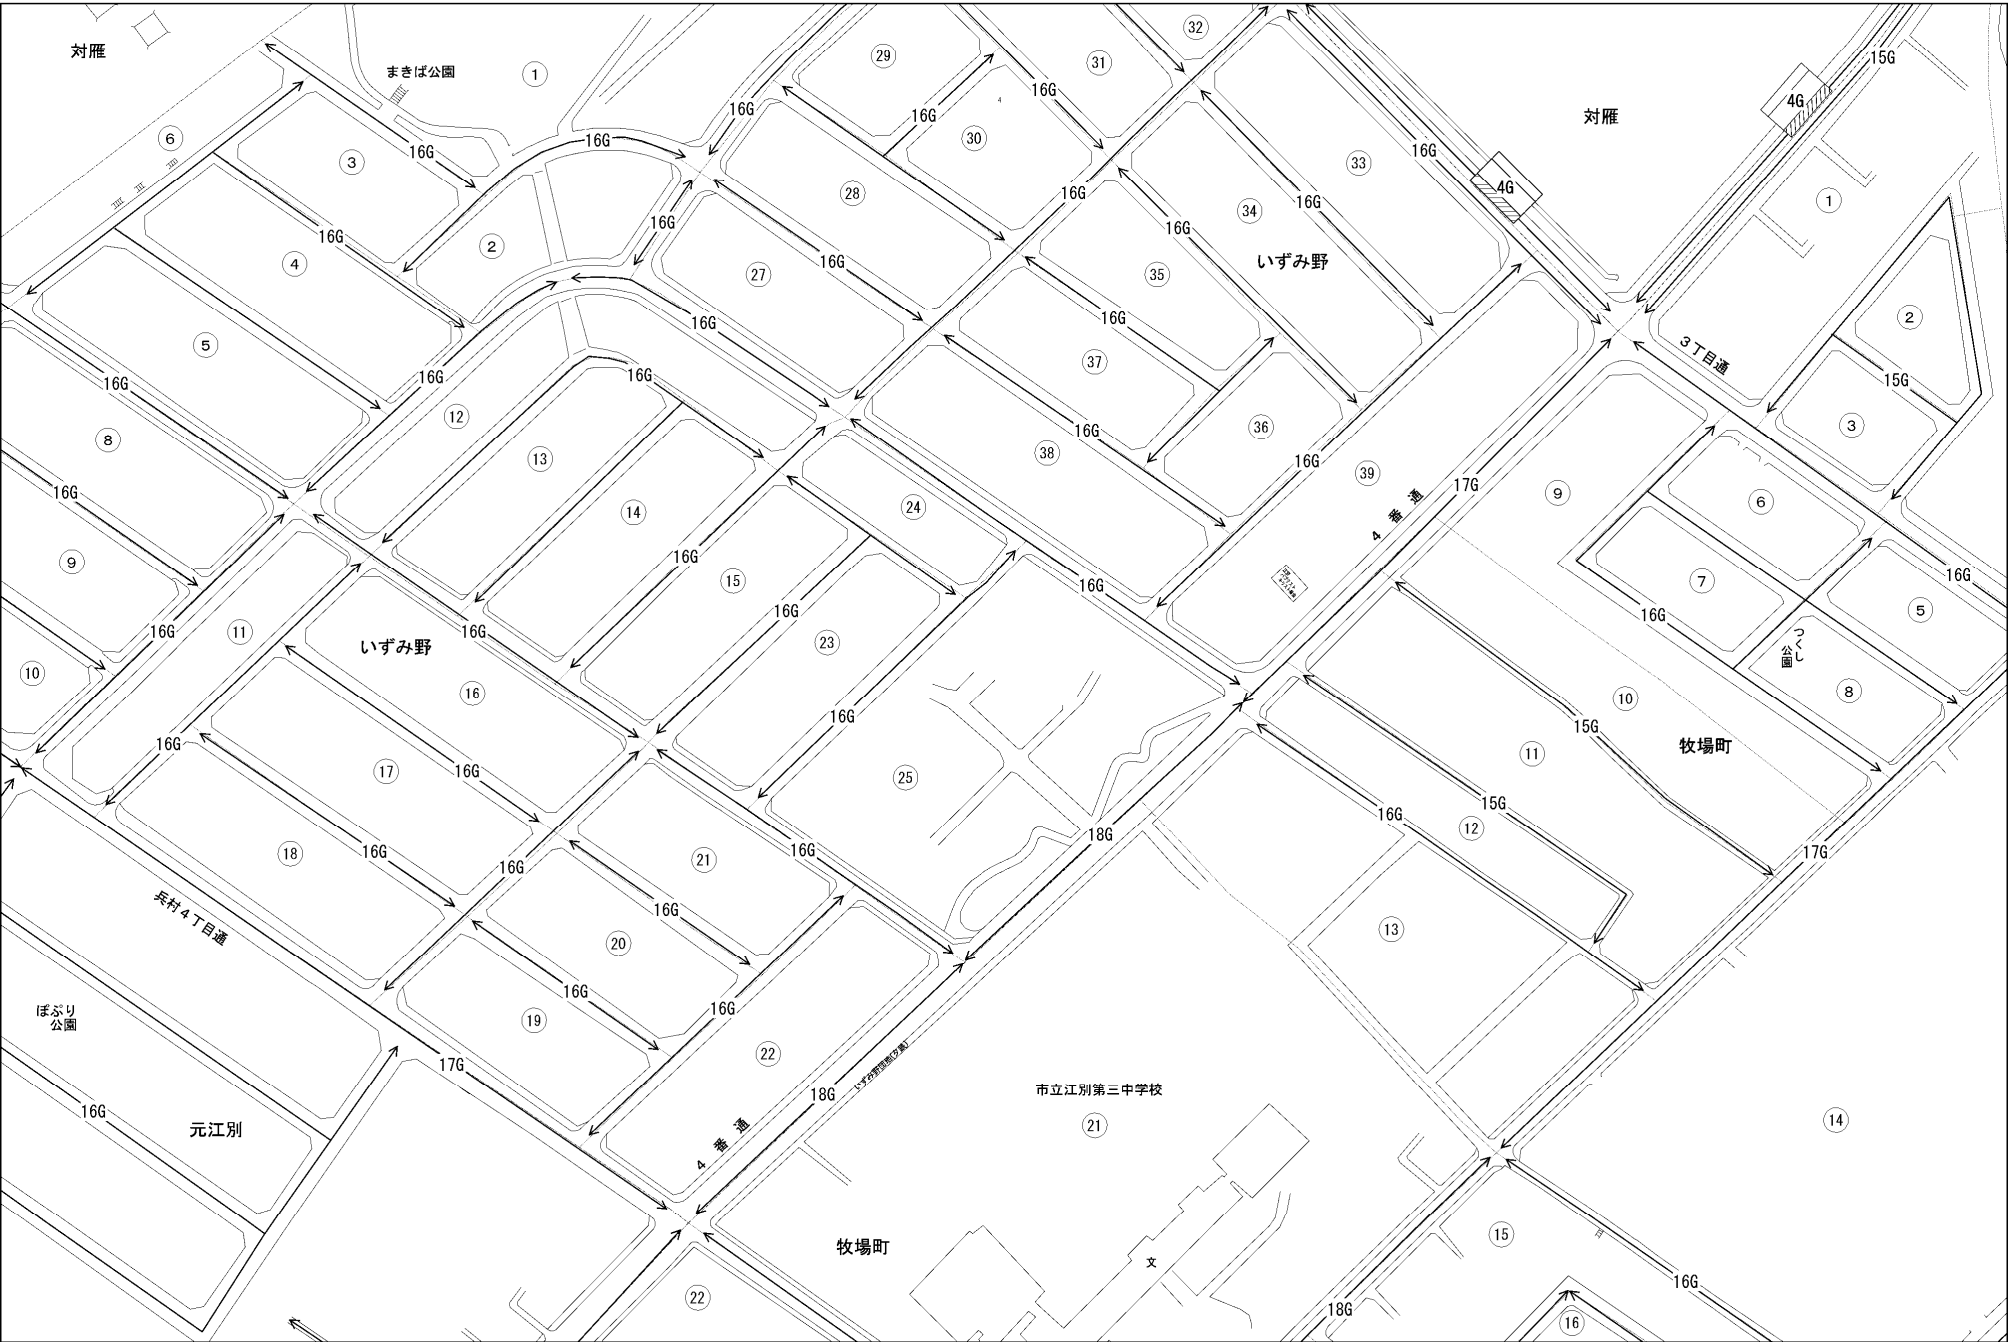 対雁
まきば公園
①
㉙
㉛
㉜
15G
4G
対雁
16G
16G
16G
16G
⑥
③
16G
16G
㉚
16G
㉝
4G
②
④
16G
16G
㉘
16G
㉞
16G
16G
①
㉗
16G
㉟
いずみ野
⑤
16G
16G
㊲
16G
②
3丁目通
16G
16G
⑫
16G
㊳
16G
㊱
15G
③
⑧
⑬
16G
㊴
17G
⑨
⑥
16G
⑭
㉔
4番通
⑨
⑮
16G
16G
⑦
16G
⑤
⑩
⑪
16G
いずみ野
16G
⑯
16G
㉓
16G
つくし
公園
⑧
⑩
16G
⑰
16G
16G
㉕
⑪
15G
牧場町
⑱
16G
16G
㉑
16G
18G
15G
⑫
16G
17G
兵村4丁目通
⑳
16G
⑬
ぽぷり
公園
⑲
16G
16G
㉒
17G
18G
いずみ野団地(夕鉄)
市立江別第三中学校
㉑
⑭
16G
元江別
4番通
牧場町
文
⑮
㉒
18G
16G
⑯